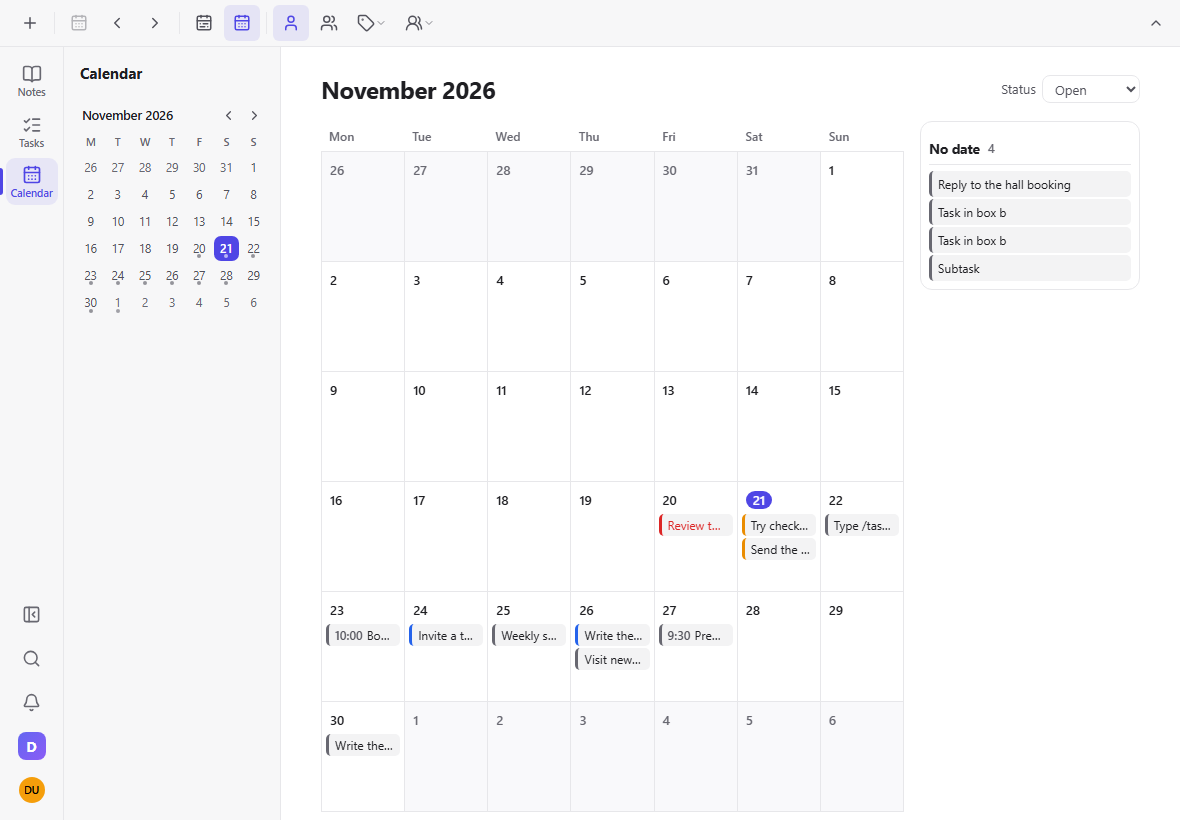 Notes
Tasks
Calendar
D
DU
Calendar
November 2026
M T W T F S S
26 27 28 29 30 31 1
2 3 4 5 6 7 8
9 10 11 12 13 14 15
16 17 18 19 20 21 22
23 24 25 26 27 28 29
30 1 2 3 4 5 6
November 2026
Status Open
Mon Tue Wed Thu Fri Sat Sun
26 27 28 29 30 31 1
2 3 4 5 6 7 8
9 10 11 12 13 14 15
16 17 18 19 20 21 22
Review t... Try check... Type /tas...
Send the ...
23 24 25 26 27 28 29
10:00 Bo... Invite a t... Weekly s... Write the... 9:30 Pre...
Visit new...
30 1 2 3 4 5 6
Write the...
No date 4
Reply to the hall booking
Task in box b
Task in box b
Subtask